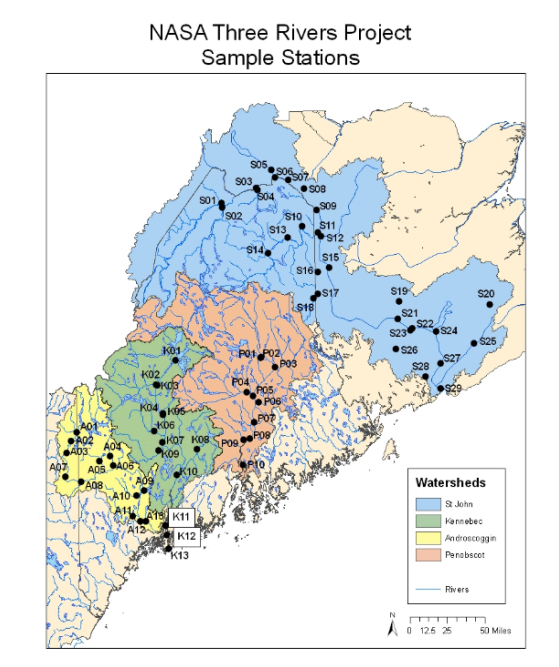 NASA Three Rivers Project
Sample Stations
S05
S06
S07
S03
S04
S08
S01
S02
S09
S10
S11
S12
S13
S14
S15
S16
S17
S18
S19
S20
S21
S22
S23
S24
S25
S26
S27
S28
S29
K01
P01
P02
P03
K02
K03
P04
P05
P06
K04
K05
P07
K06
K07
P08
P09
K08
K09
P10
K10
A01
A02
A03
A04
A05
A06
A07
A08
A09
A10
A11
A12
A13
K11
K12
K13
Watersheds
St John
Kennebec
Androscoggin
Penobscot
Rivers
N
0 12.5 25 50 Miles